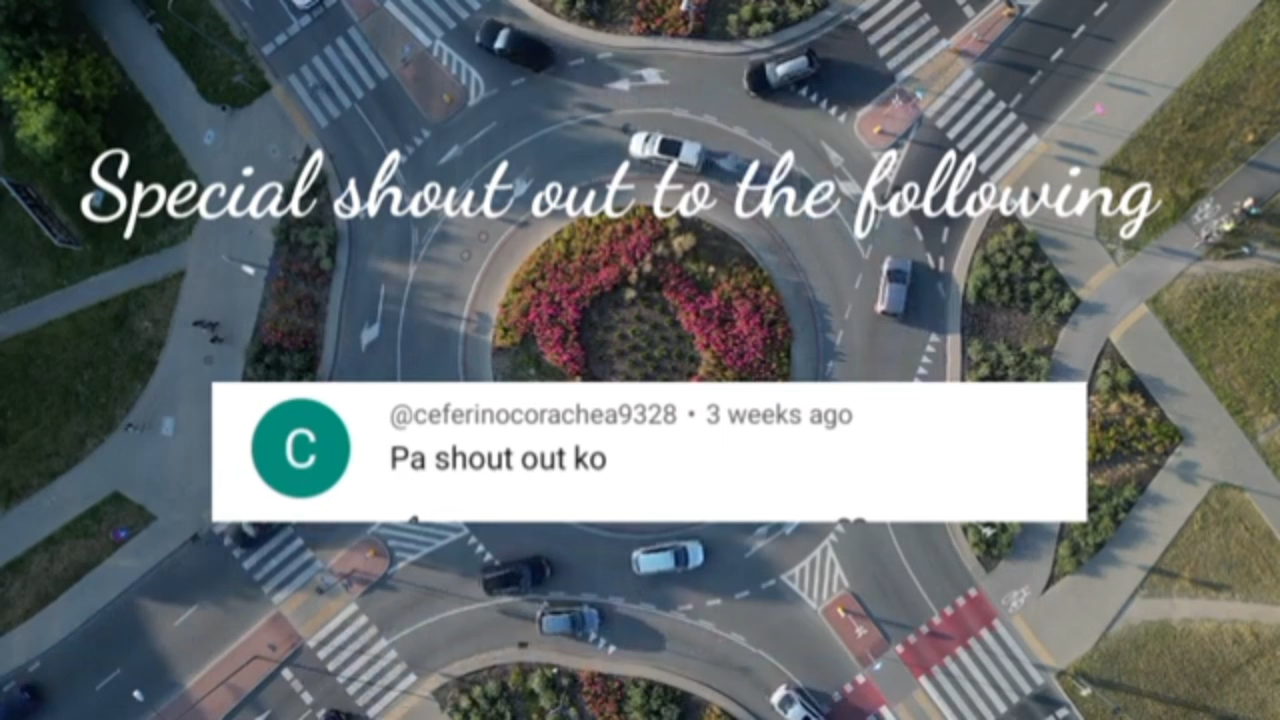 Special shout out to the following
C
@ceferinocorachea9328 • 3 weeks ago
Pa shout out ko